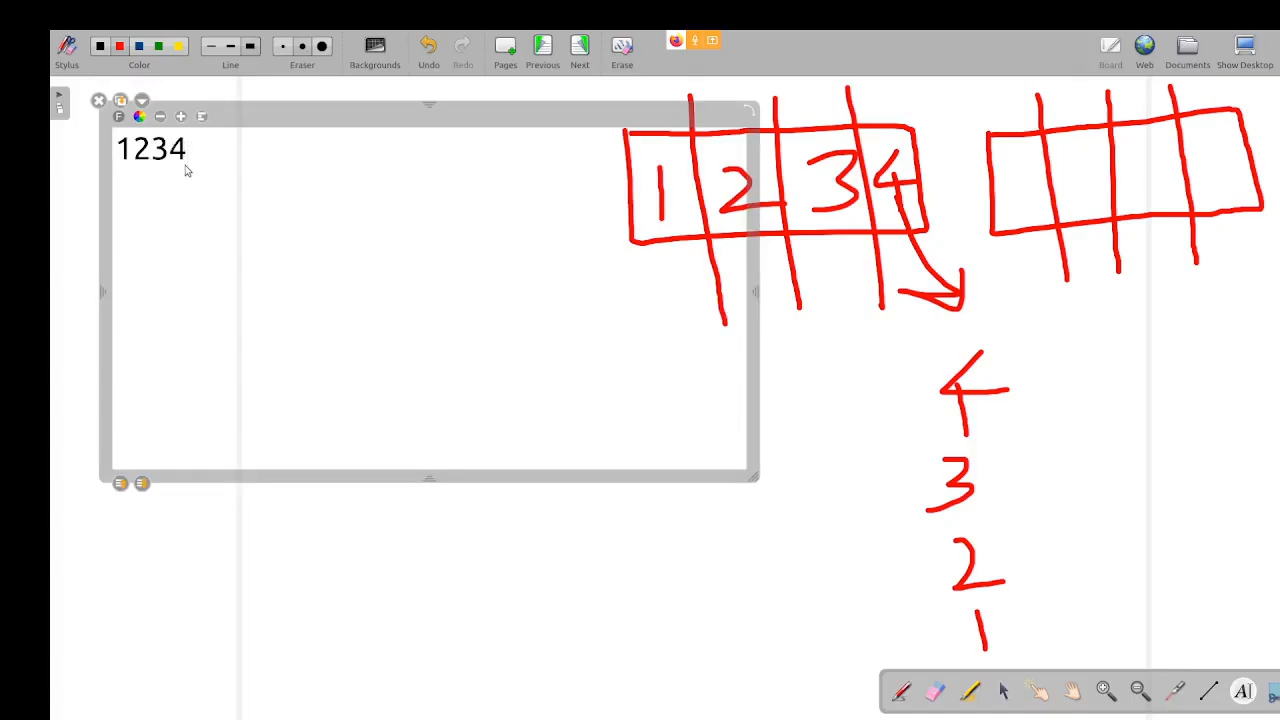 Stylus Color Line Eraser Backgrounds Undo Redo Pages Previous Next Erase Board Web Documents Show Desktop
F
1234
1 2 3 4
4
3
2
1
A